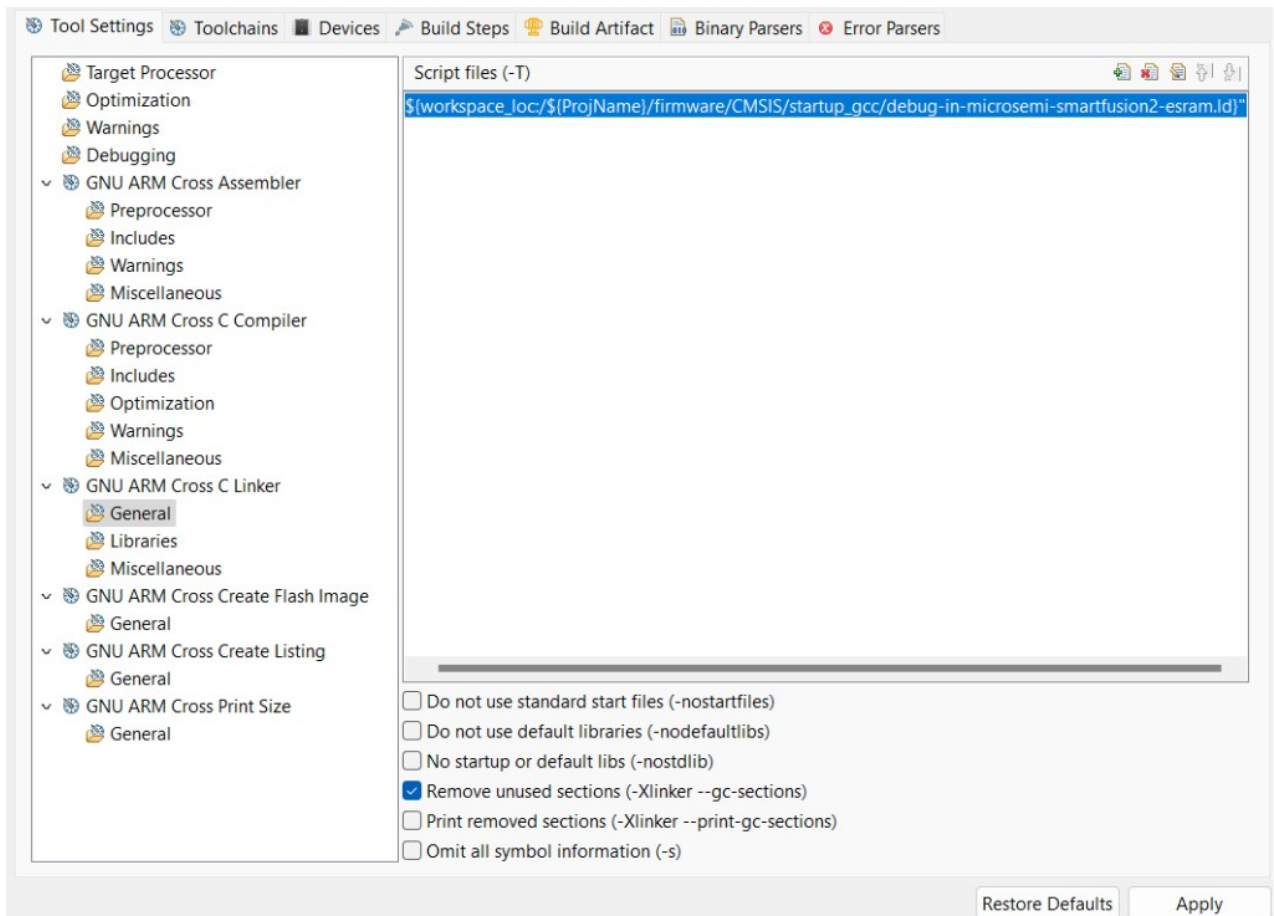 Tool Settings Toolchains Devices Build Steps Build Artifact Binary Parsers Error Parsers
Target Processor
Optimization
Warnings
Debugging
GNU ARM Cross Assembler
Preprocessor
Includes
Warnings
Miscellaneous
GNU ARM Cross C Compiler
Preprocessor
Includes
Optimization
Warnings
Miscellaneous
GNU ARM Cross C Linker
General
Libraries
Miscellaneous
GNU ARM Cross Create Flash Image
General
GNU ARM Cross Create Listing
General
GNU ARM Cross Print Size
General
Script files (-T)
${workspace_loc:/${ProjName}/firmware/CMSIS/startup_gcc/debug-in-microsemi-smartfusion2-esram.ld}"
Do not use standard start files (-nostartfiles)
Do not use default libraries (-nodefaultlibs)
No startup or default libs (-nostdlib)
Remove unused sections (-Xlinker --gc-sections)
Print removed sections (-Xlinker --print-gc-sections)
Omit all symbol information (-s)
Restore Defaults Apply